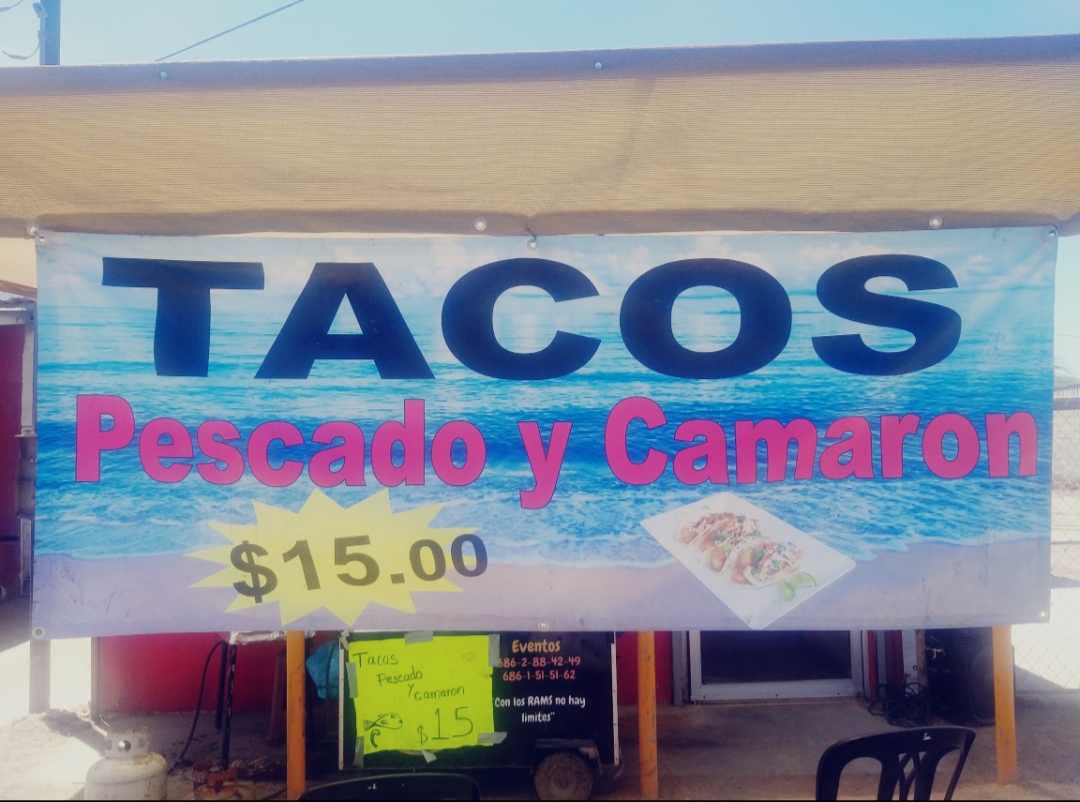 TACOS
Pescado y Camaron
$15.00
Tacos
Pescado
y camaron
$15
Eventos
686-2-88-42-49
686-1-51-51-62
"Con los RAMS no hay
limites"